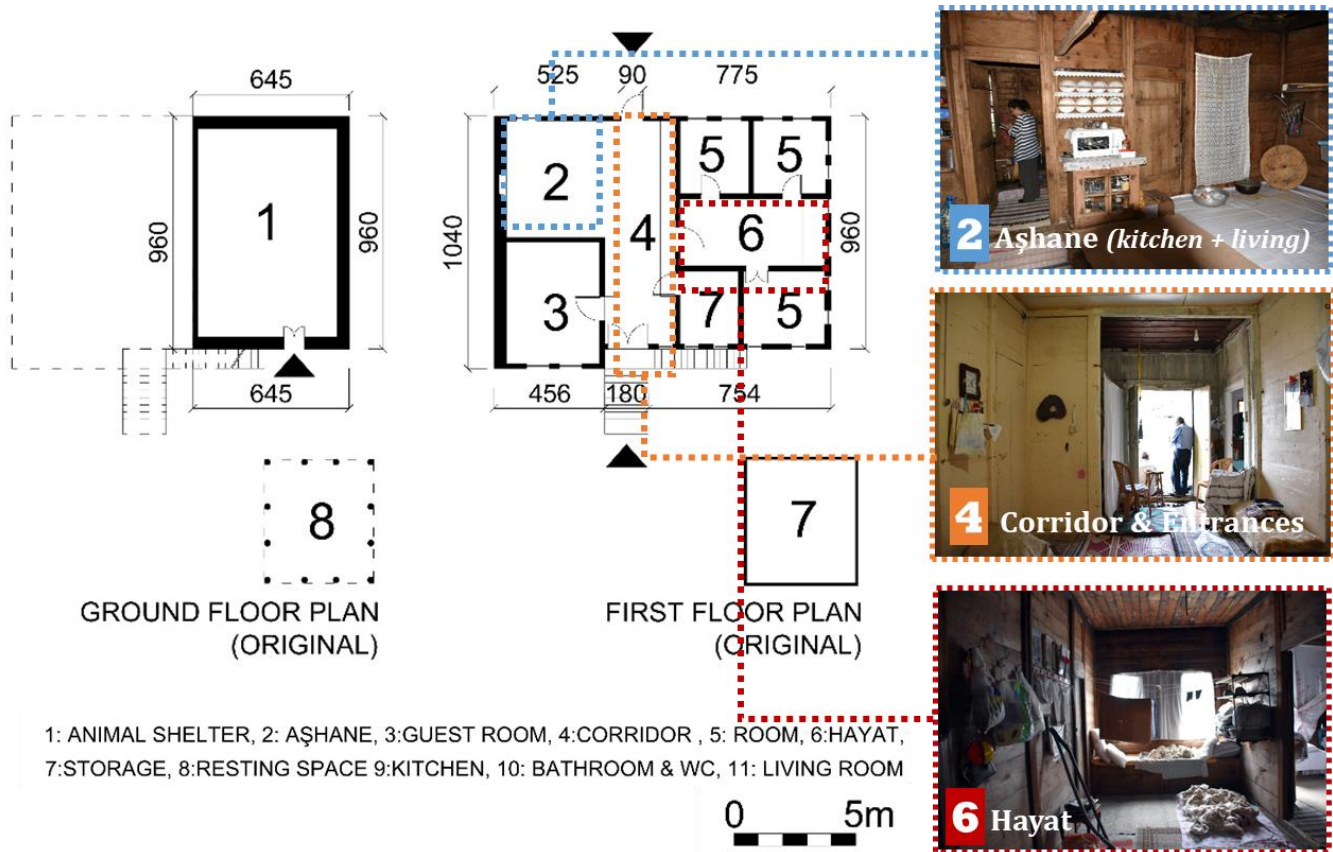 645
960
1
960
645
8
GROUND FLOOR PLAN
(ORIGINAL)
525 90 775
1040
2
3
4
5 5
6
7 5
960
456 180 754
7
FIRST FLOOR PLAN
(ORIGINAL)
2 Aşhane (kitchen + living)
4 Corridor & Entrances
6 Hayat
1: ANIMAL SHELTER, 2: AŞHANE, 3:GUEST ROOM, 4:CORRIDOR , 5: ROOM, 6:HAYAT,
7:STORAGE, 8:RESTING SPACE 9:KITCHEN, 10: BATHROOM & WC, 11: LIVING ROOM
0 5m